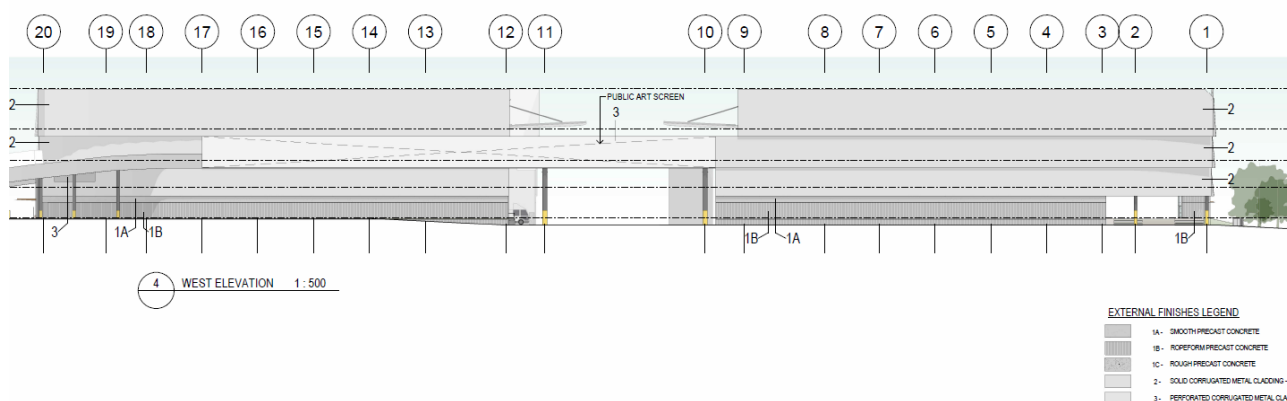 20 19 18 17 16 15 14 13 12 11 10 9 8 7 6 5 4 3 2 1
PUBLIC ART SCREEN
2 3 2
2 2
2
3 1A 1B 1B 1A 1B
4 WEST ELEVATION 1 : 500
EXTERNAL FINISHES LEGEND
1A - SMOOTH PRECAST CONCRETE
1B - ROPEFORM PRECAST CONCRETE
1C - ROUGH PRECAST CONCRETE
2 - SOLID CORRUGATED METAL CLADDING -
3 - PERFORATED CORRUGATED METAL CLA